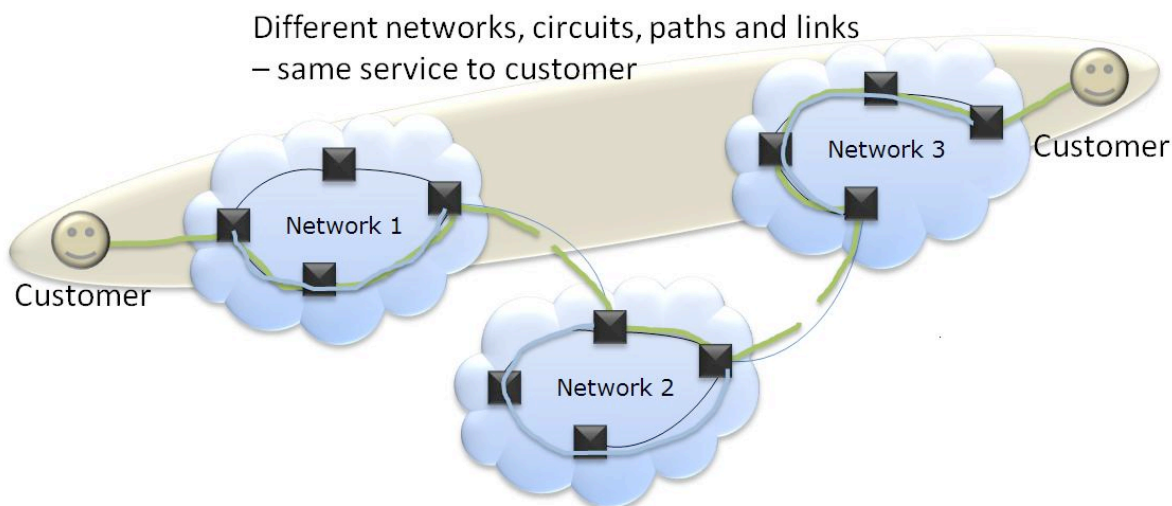 Different networks, circuits, paths and links
– same service to customer
Network 3
Customer
Network 1
Customer
Network 2